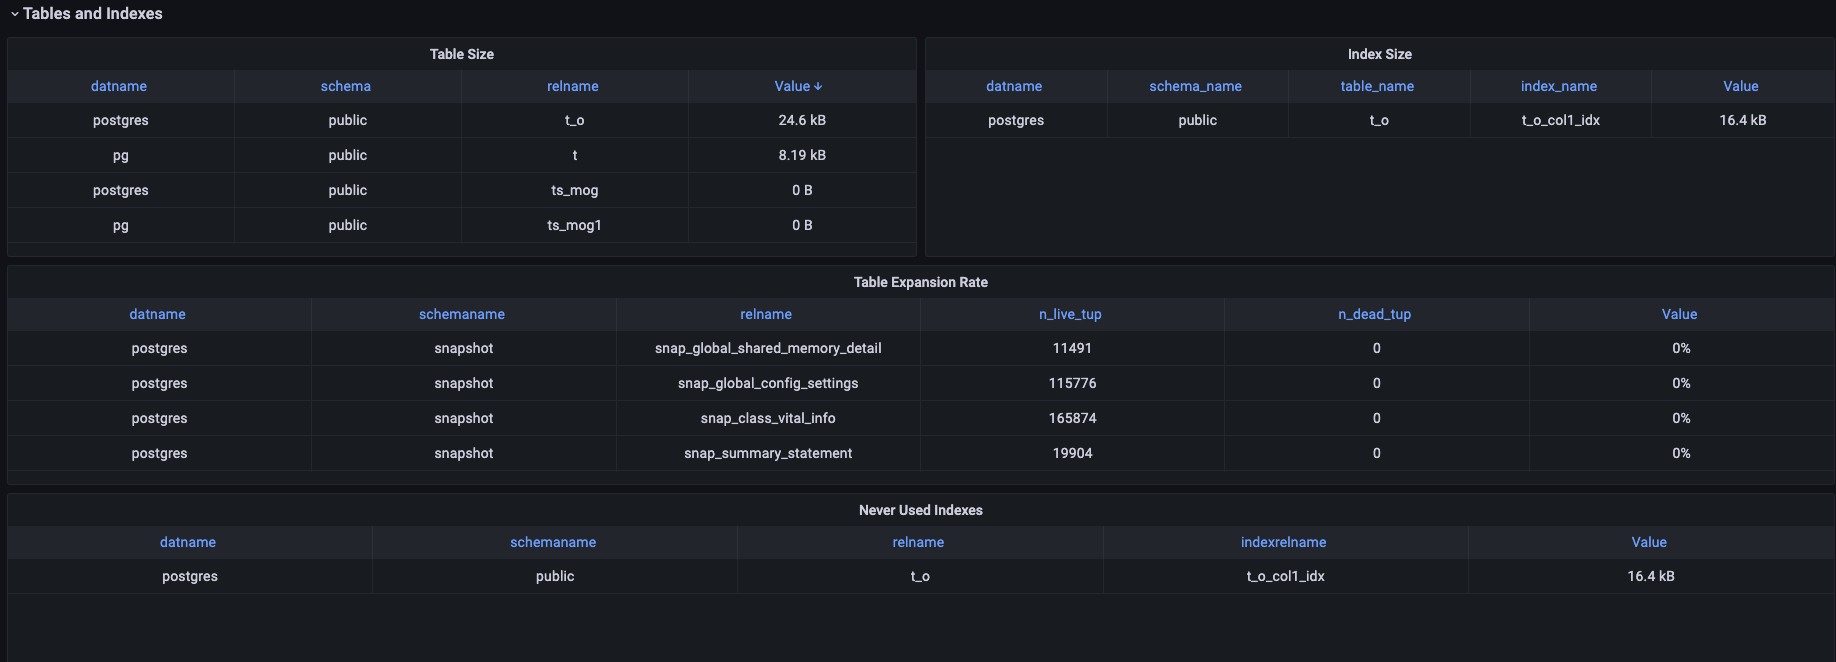 Tables and Indexes
Table Size
datname schema relname Value ↓
postgres public t_o 24.6 kB
pg public t 8.19 kB
postgres public ts_mog 0 B
pg public ts_mog1 0 B
Index Size
datname schema_name table_name index_name Value
postgres public t_o t_o_col1_idx 16.4 kB
Table Expansion Rate
datname schemaname relname n_live_tup n_dead_tup Value
postgres snapshot snap_global_shared_memory_detail 11491 0 0%
postgres snapshot snap_global_config_settings 115776 0 0%
postgres snapshot snap_class_vital_info 165874 0 0%
postgres snapshot snap_summary_statement 19904 0 0%
Never Used Indexes
datname schemaname relname indexrelname Value
postgres public t_o t_o_col1_idx 16.4 kB